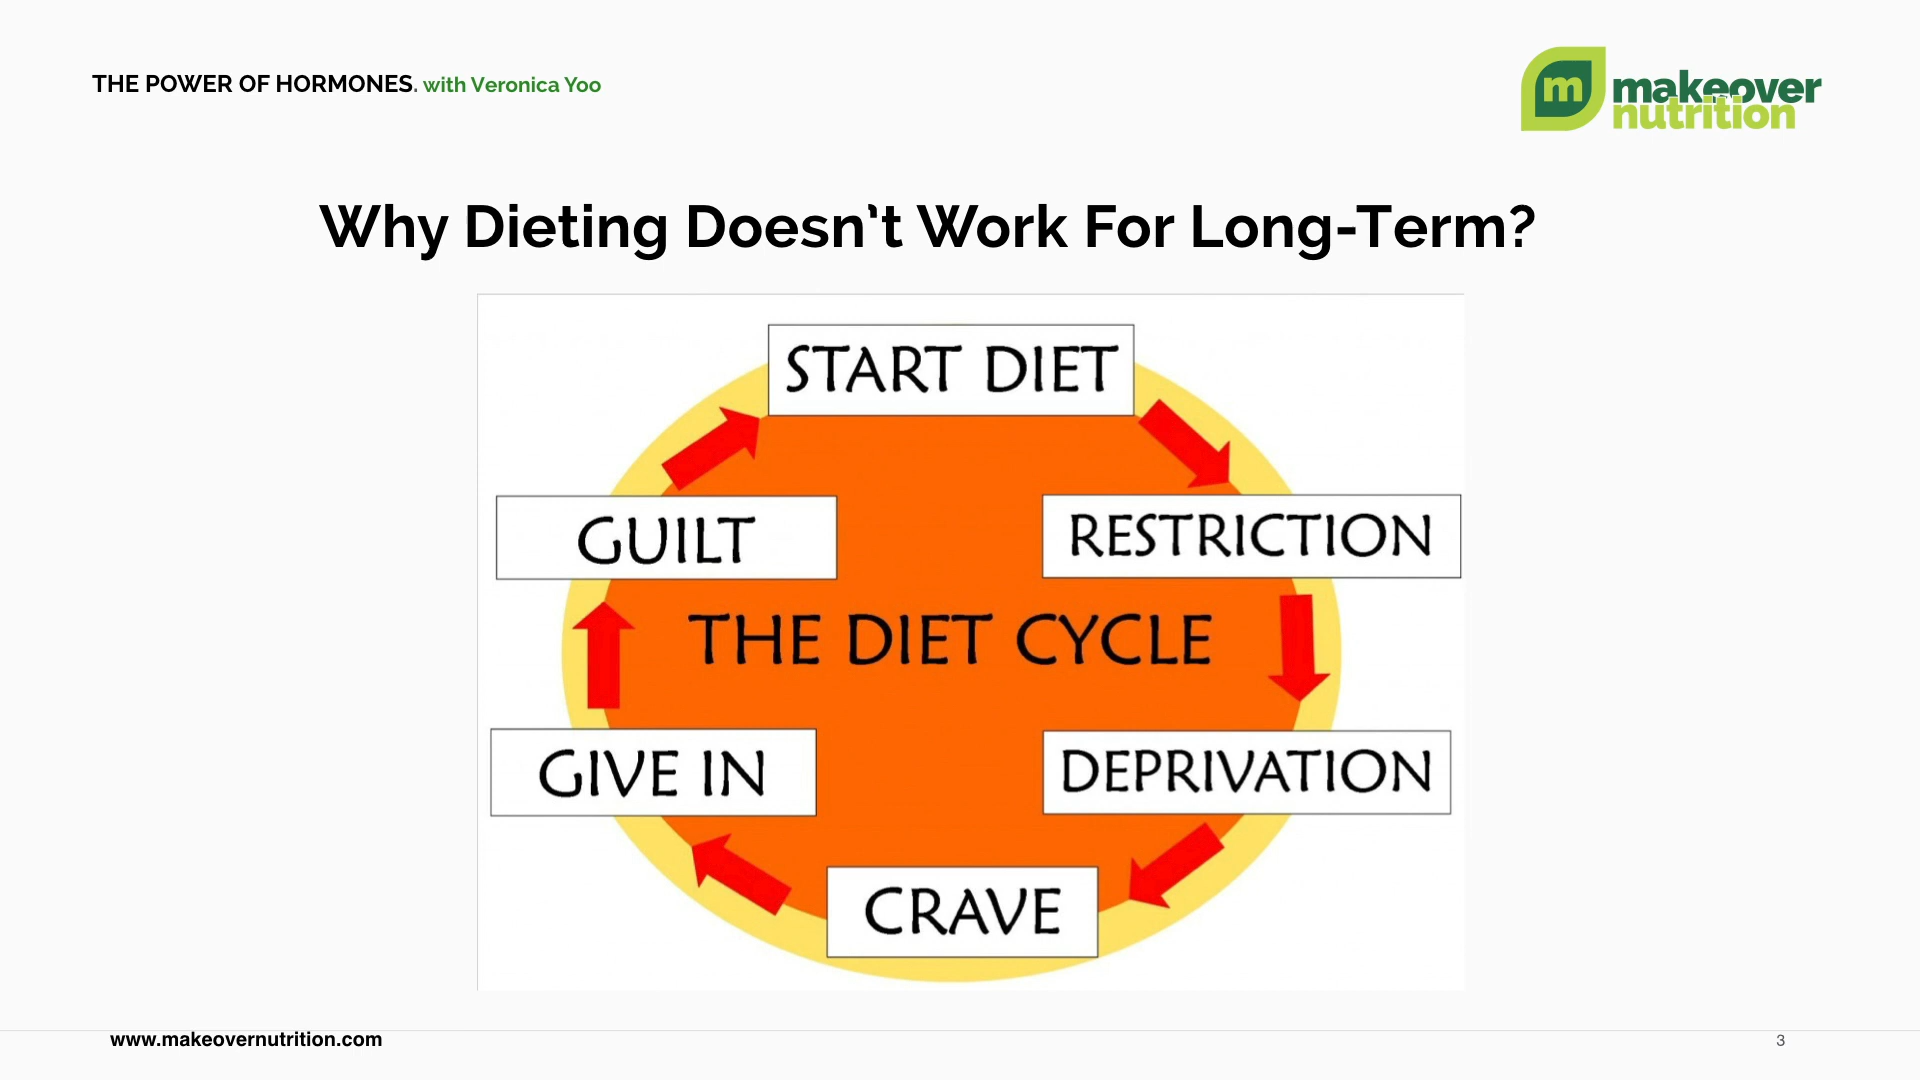 THE POWER OF HORMONES. with Veronica Yoo
m
makeover
nutrition
Why Dieting Doesn’t Work For Long-Term?
START DIET
GUILT
RESTRICTION
THE DIET CYCLE
GIVE IN
DEPRIVATION
CRAVE
www.makeovernutrition.com
3